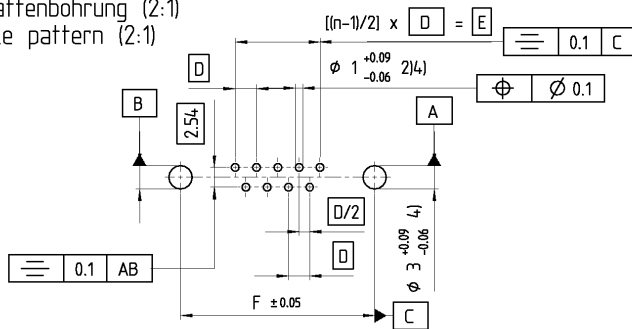 attenbohrung (2:1)
le pattern (2:1)
[(n-1)/2] x D = E
0.1 C
D
ϕ 1 +0.09 -0.06 2)4)
⌀ 0.1
B
2.54
A
D/2
D
0.1 AB
ϕ 3 +0.09 -0.06 4)
F ±0.05
C